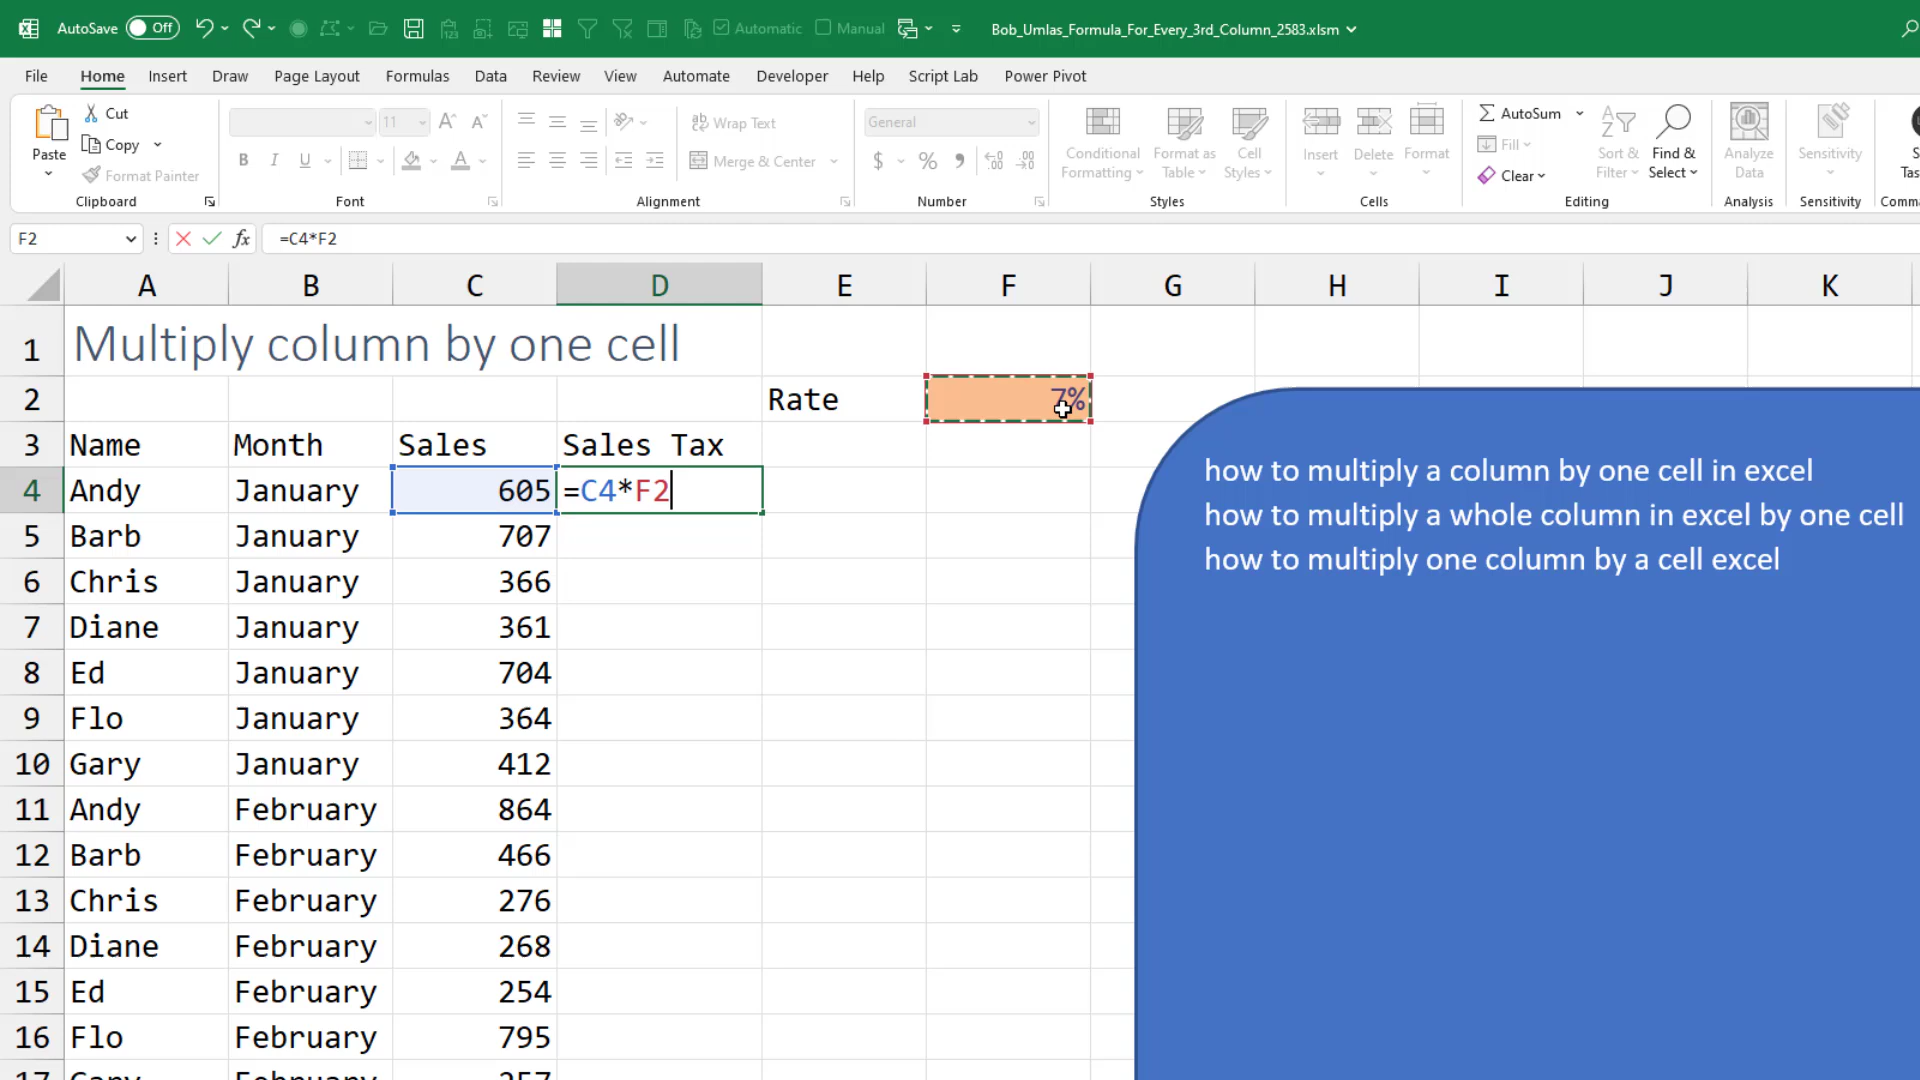 AutoSave Off Automatic Manual Bob_Umlas_Formula_For_Every_3rd_Column_2583.xlsm
File Home Insert Draw Page Layout Formulas Data Review View Automate Developer Help Script Lab Power Pivot
Paste
Cut
Copy
Format Painter
Clipboard
11
B I U
Font
Wrap Text
Merge & Center
Alignment
General
$ % 9
Number
Conditional Formatting
Format as Table
Cell Styles
Styles
Insert
Delete
Format
Cells
AutoSum
Fill
Clear
Sort & Filter
Find & Select
Editing
Analyze Data
Analysis
Sensitivity
Sensitivity
F2 fx =C4*F2
A B C D E F G H I J K
1 Multiply column by one cell
2 Rate 7%
3 Name Month Sales Sales Tax
4 Andy January 605 =C4*F2
5 Barb January 707
6 Chris January 366
7 Diane January 361
8 Ed January 704
9 Flo January 364
10 Gary January 412
11 Andy February 864
12 Barb February 466
13 Chris February 276
14 Diane February 268
15 Ed February 254
16 Flo February 795
how to multiply a column by one cell in excel
how to multiply a whole column in excel by one cell
how to multiply one column by a cell excel